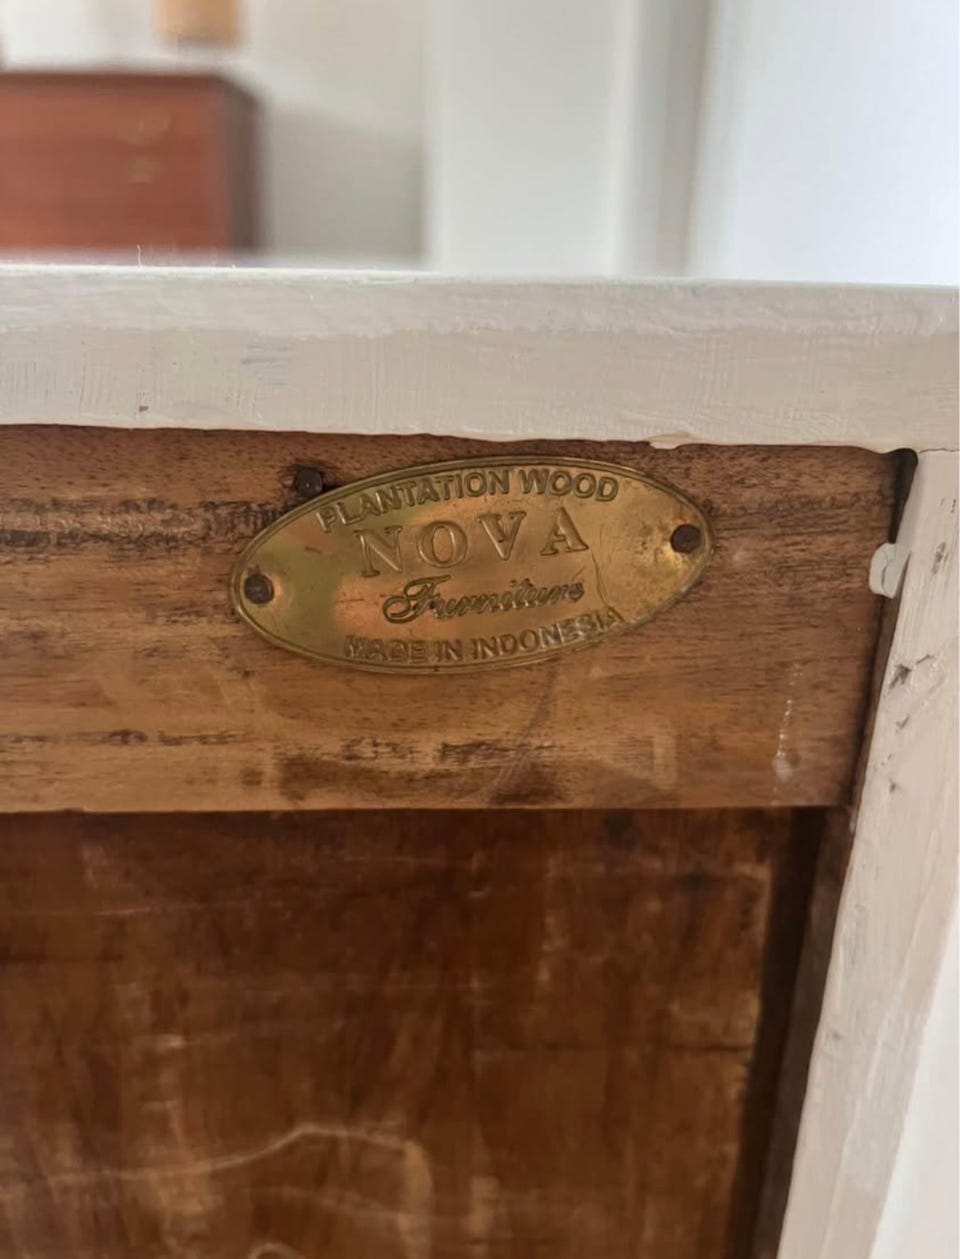 PLANTATION WOOD
NOVA
Furniture
MADE IN INDONESIA